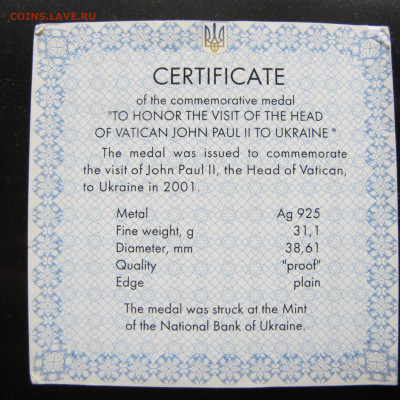 COINS.LAVE.RU
CERTIFICATE
of the commemorative medal
"TO HONOR THE VISIT OF THE HEAD
OF VATICAN JOHN PAUL II TO UKRAINE"
The medal was issued to commemorate
the visit of John Paul II, the Head of Vatican,
to Ukraine in 2001.
Metal Ag 925
Fine weight, g 31,1
Diameter, mm 38,61
Quality "proof"
Edge plain
The medal was struck at the Mint
of the National Bank of Ukraine.